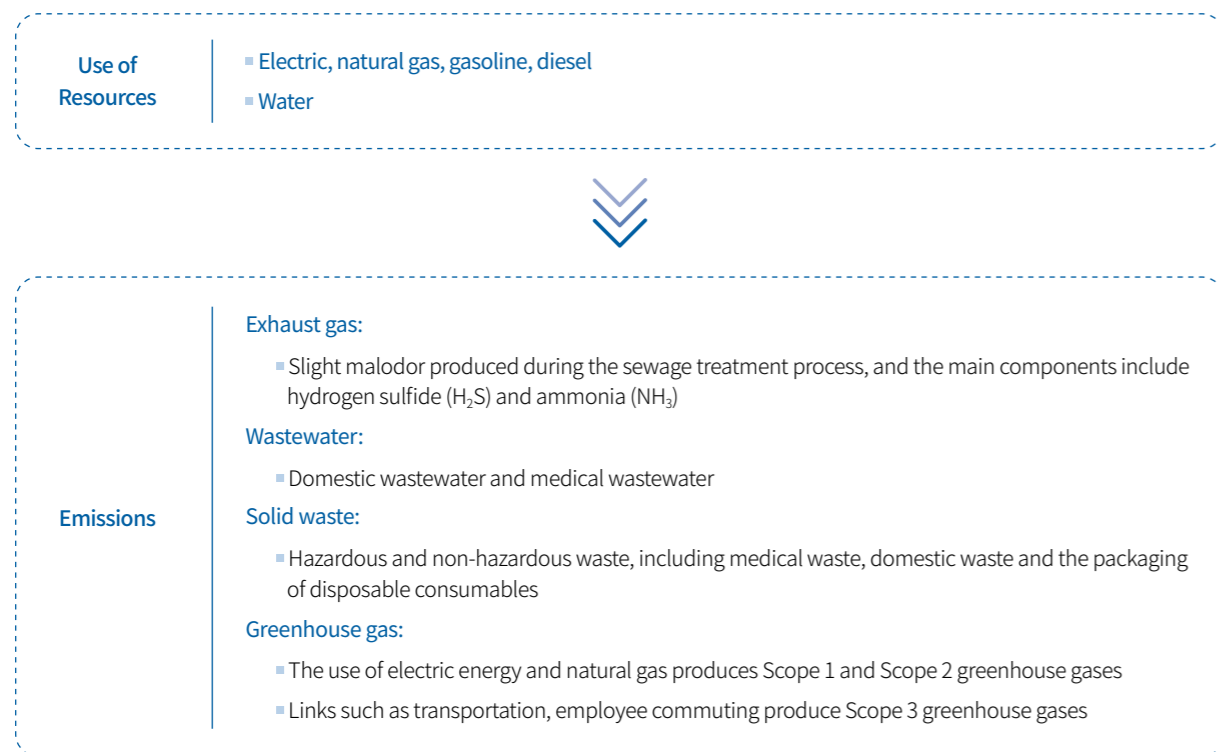 Use of
Resources
Electric, natural gas, gasoline, diesel
Water
Emissions
Exhaust gas:
Slight malodor produced during the sewage treatment process, and the main components include
hydrogen sulfide (H₂S) and ammonia (NH₃)
Wastewater:
Domestic wastewater and medical wastewater
Solid waste:
Hazardous and non-hazardous waste, including medical waste, domestic waste and the packaging
of disposable consumables
Greenhouse gas:
The use of electric energy and natural gas produces Scope 1 and Scope 2 greenhouse gases
Links such as transportation, employee commuting produce Scope 3 greenhouse gases